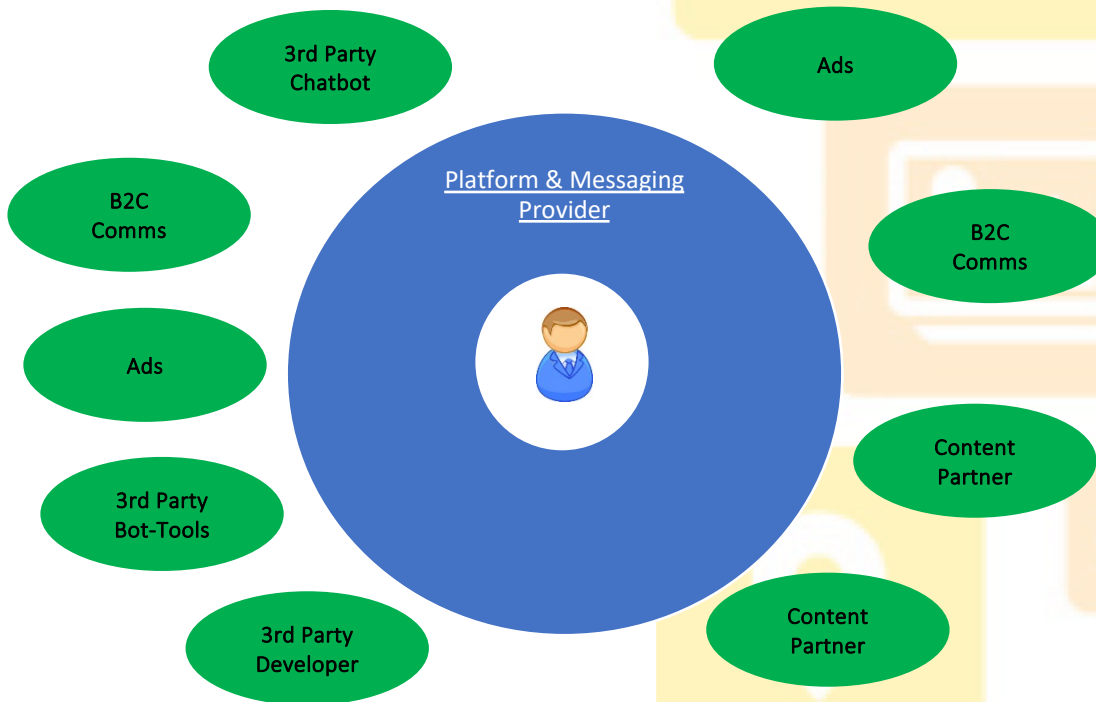 3rd Party
Chatbot
Ads
Platform & Messaging
Provider
B2C
Comms
B2C
Comms
Ads
Content
Partner
3rd Party
Bot-Tools
Content
Partner
3rd Party
Developer